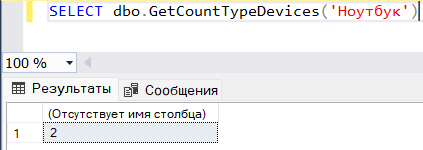 SELECT dbo.GetCountTypeDevices('Ноутбук')
100 %
Результаты Сообщения
(Отсутствует имя столбца)
1 2